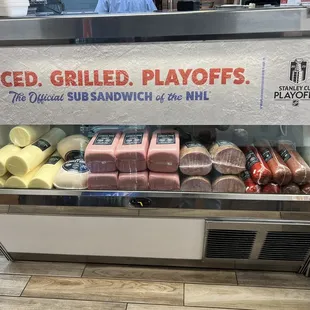 CED. GRILLED. PLAYOFFS.
The Official SUB SANDWICH of the NHL
STANLEY CUP
PLAYOFFS